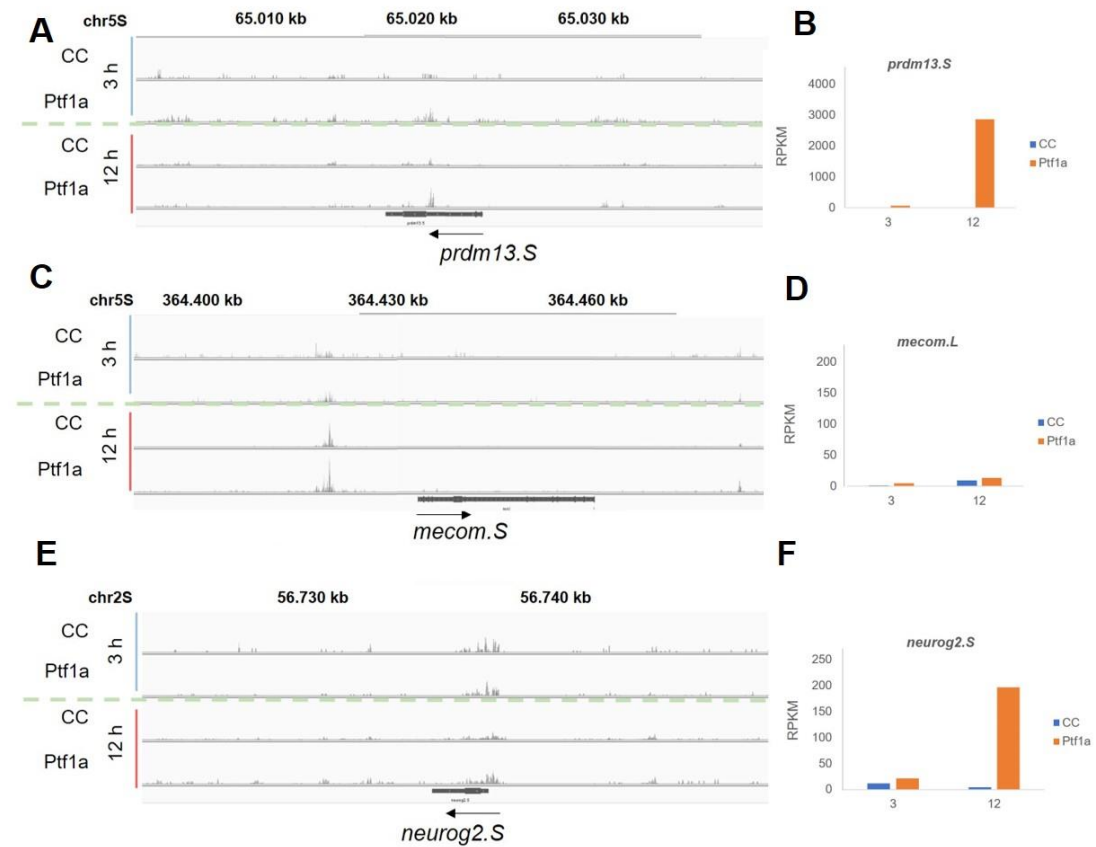 A
chr5S 65.010 kb 65.020 kb 65.030 kb
CC
3 h
Ptf1a
CC
12 h
Ptf1a
prdm13.S
prdm13.S
B
prdm13.S
4000
3000
2000
1000
0
RPKM
3 12
CC
Ptf1a
C
chr5S 364.400 kb 364.430 kb 364.460 kb
CC
3 h
Ptf1a
CC
12 h
Ptf1a
mecom.S
D
mecom.L
200
150
100
50
0
RPKM
3 12
CC
Ptf1a
E
chr2S 56.730 kb 56.740 kb
CC
3 h
Ptf1a
CC
12 h
Ptf1a
neurog2.S
neurog2.S
F
neurog2.S
250
200
150
100
50
0
RPKM
3 12
CC
Ptf1a